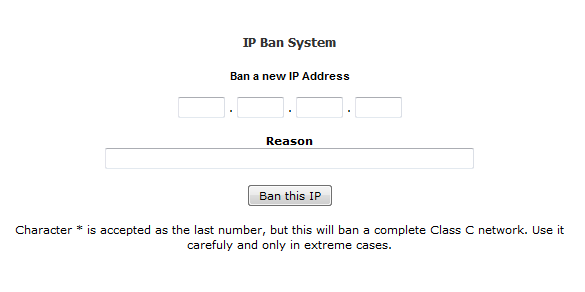 IP Ban System
Ban a new IP Address
. . .
Reason
Ban this IP
Character * is accepted as the last number, but this will ban a complete Class C network. Use it
carefuly and only in extreme cases.